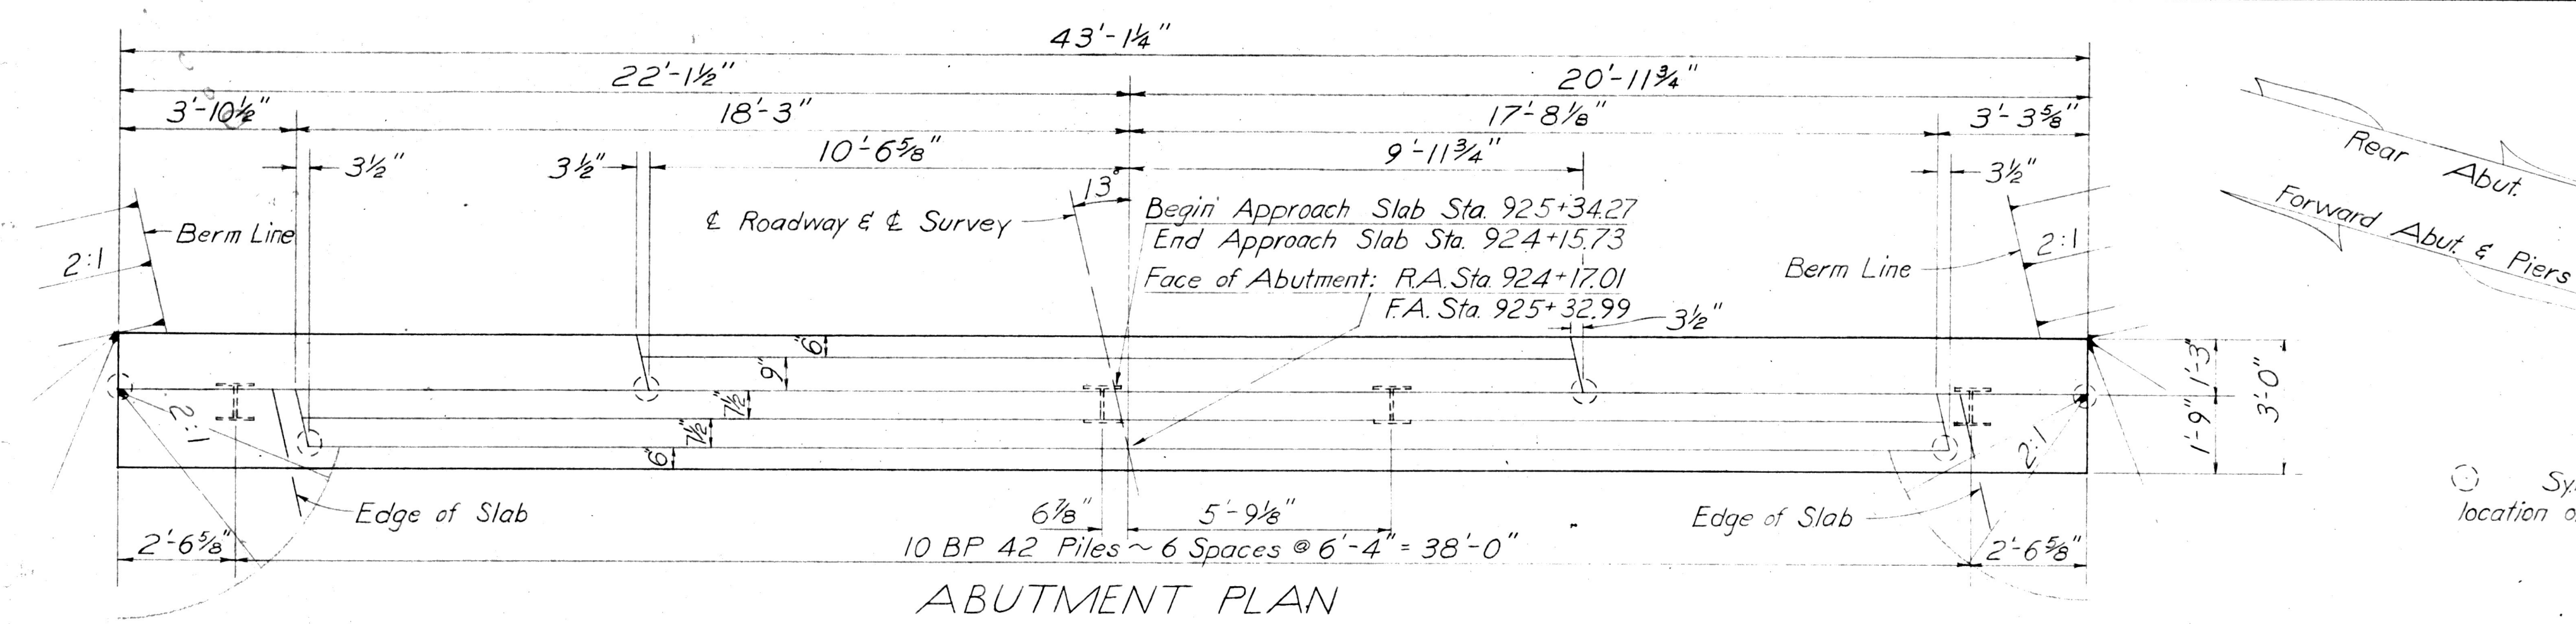 43'-1¼"
22'-1½" 20'-11¾"
3'-10½" 18'-3" 17'-8⅛" 3'-3⅝"
10'-6⅝" 9'-11¾"
3½" 3½" 3½"
13°
Rear Abut.
Forward Abut. & Piers
Begin Approach Slab Sta. 925+34.27
℄ Roadway & ℄ Survey
End Approach Slab Sta. 924+15.73
Berm Line
2:1
Face of Abutment: R.A. Sta. 924+17.01
F.A. Sta. 925+32.99
Berm Line
2:1
3½"
6"
9"
7½"
7½"
6"
2:1
2:1
1'-3"
1'-9"
3'-0"
Edge of Slab
6⅞" 5'-9⅛"
Edge of Slab
location
2'-6⅝" 10 BP 42 Piles ~ 6 Spaces @ 6'-4" = 38'-0" 2'-6⅝"
ABUTMENT PLAN